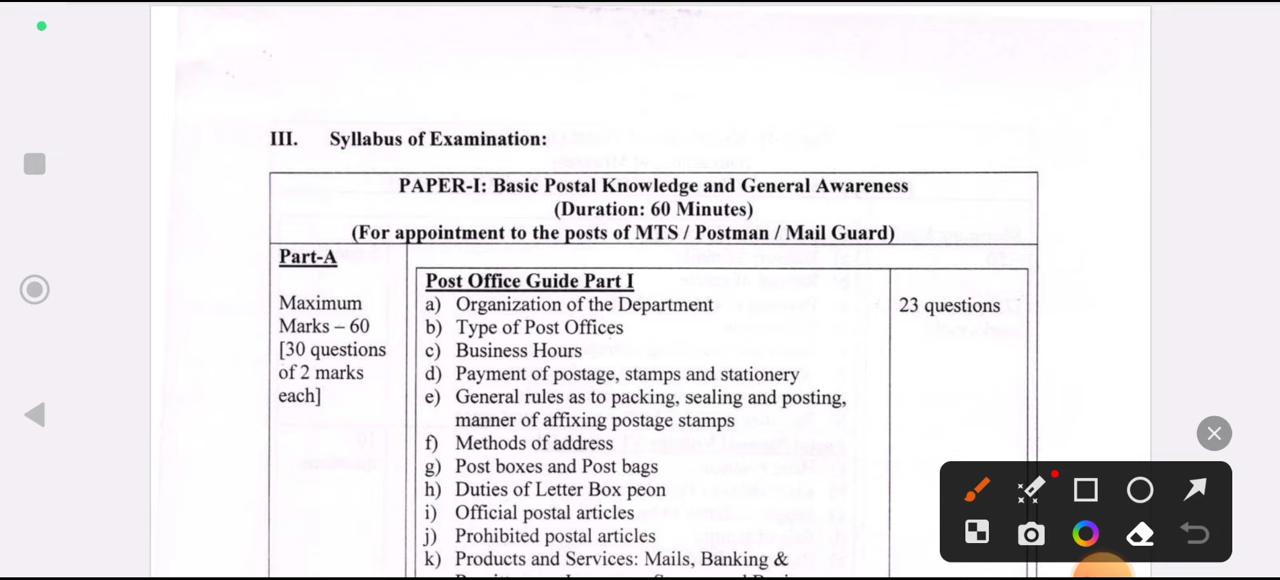 III. Syllabus of Examination:
PAPER-I: Basic Postal Knowledge and General Awareness
(Duration: 60 Minutes)
(For appointment to the posts of MTS / Postman / Mail Guard)
Part-A
Maximum
Marks – 60
[30 questions
of 2 marks
each]
Post Office Guide Part I
a) Organization of the Department
b) Type of Post Offices
c) Business Hours
d) Payment of postage, stamps and stationery
e) General rules as to packing, sealing and posting,
manner of affixing postage stamps
f) Methods of address
g) Post boxes and Post bags
h) Duties of Letter Box peon
i) Official postal articles
j) Prohibited postal articles
k) Products and Services: Mails, Banking &
23 questions